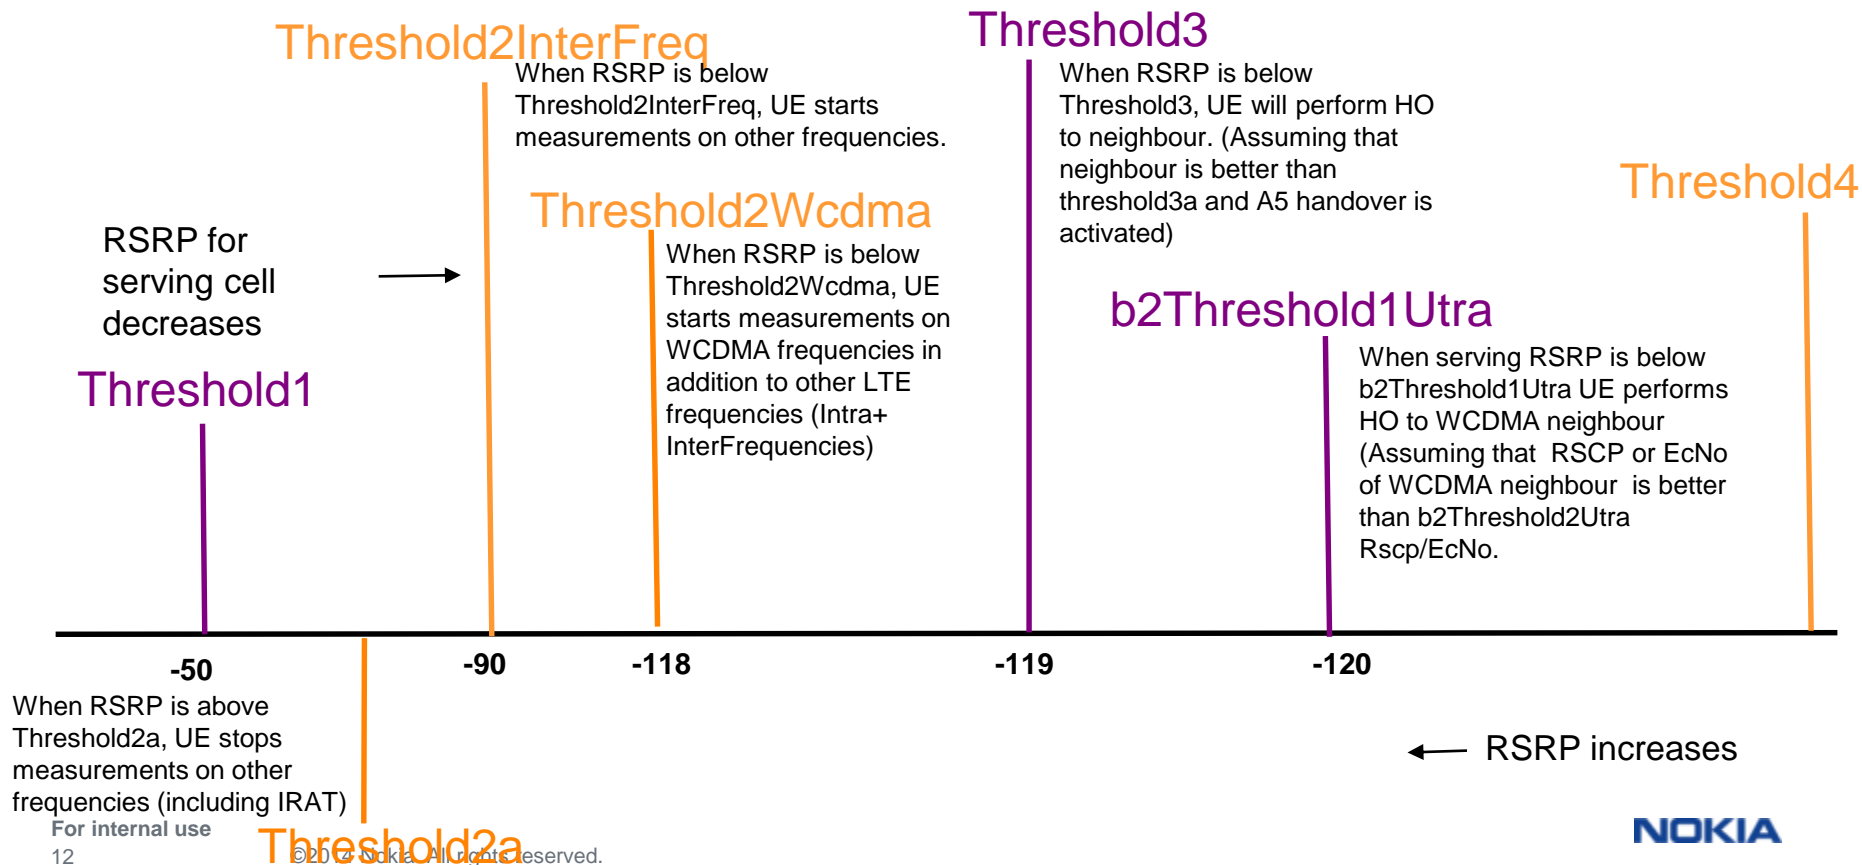 Threshold2InterFreq
When RSRP is below
Threshold2InterFreq, UE starts
measurements on other frequencies.
Threshold3
When RSRP is below
Threshold3, UE will perform HO
to neighbour. (Assuming that
neighbour is better than
threshold3a and A5 handover is
activated)
Threshold4
Threshold2Wcdma
When RSRP is below
Threshold2Wcdma, UE
starts measurements on
WCDMA frequencies in
addition to other LTE
frequencies (Intra+
InterFrequencies)
RSRP for
serving cell
decreases
b2Threshold1Utra
When serving RSRP is below
b2Threshold1Utra UE performs
HO to WCDMA neighbour
(Assuming that RSCP or EcNo
of WCDMA neighbour is better
than b2Threshold2Utra
Rscp/EcNo.
Threshold1
-50
-90
-118
-119
-120
When RSRP is above
Threshold2a, UE stops
measurements on other
frequencies (including IRAT)
Threshold2a
RSRP increases
For internal use
12
©2014 Nokia. All rights reserved.
NOKIA